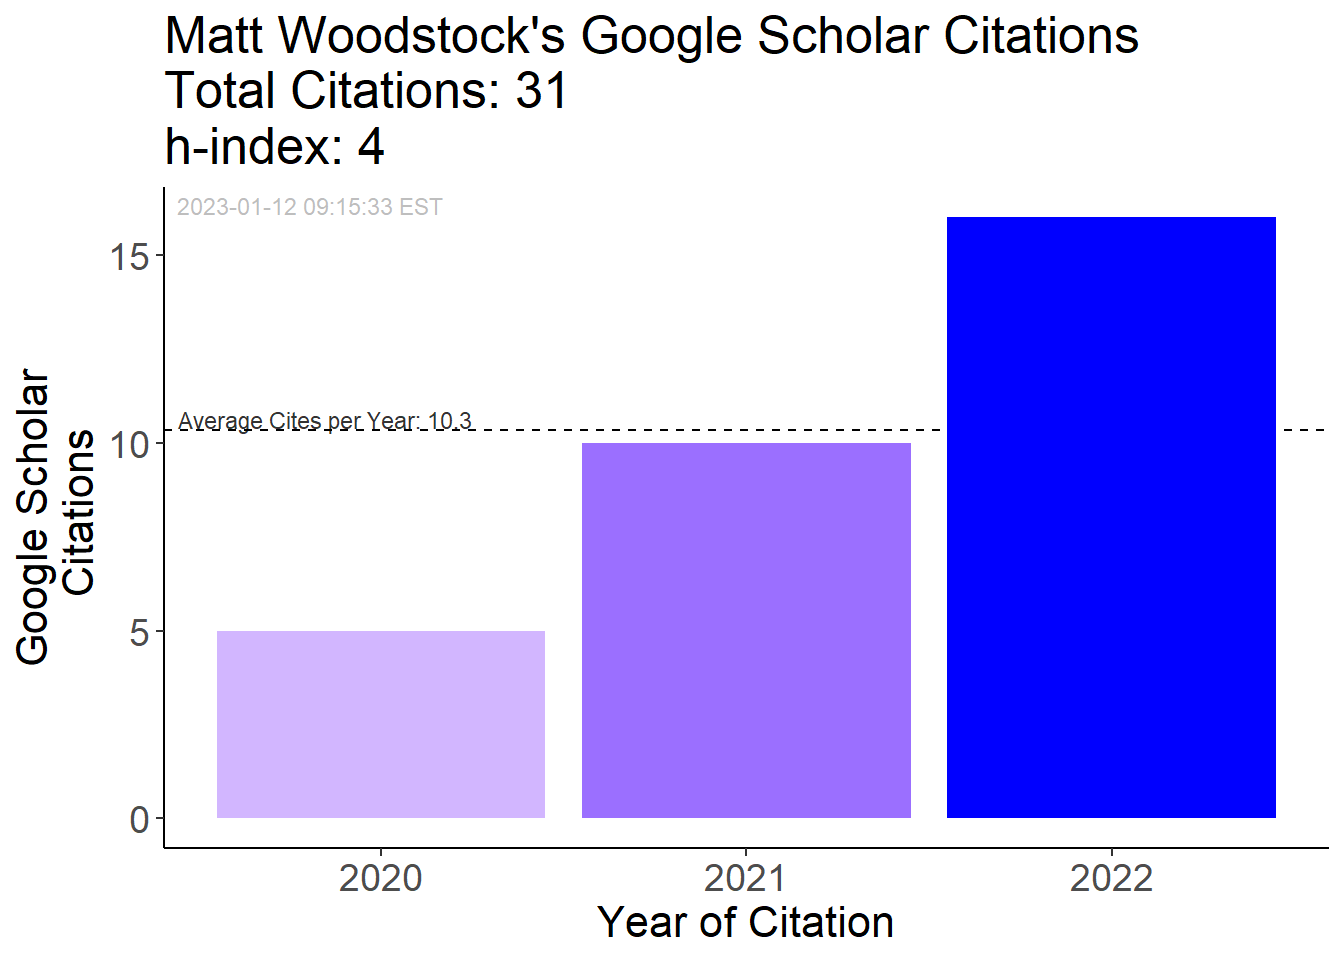 Matt Woodstock's Google Scholar Citations
Total Citations: 31
h-index: 4
2023-01-12 09:15:33 EST
15
Average Cites per Year: 10.3
10
5
0
Google Scholar
Citations
2020
2021
2022
Year of Citation